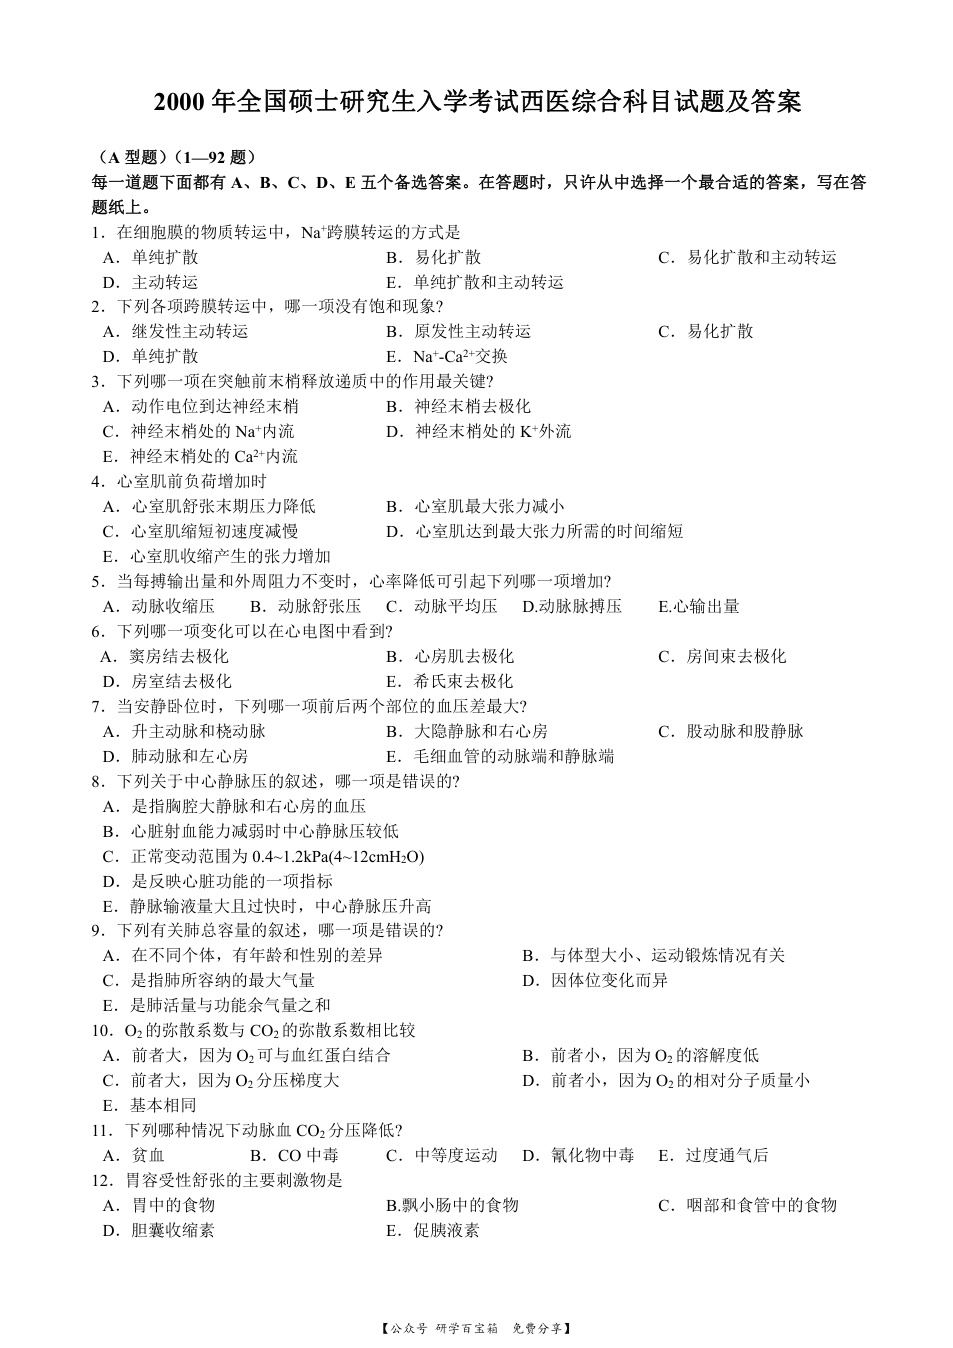 2000 年全国硕士研究生入学考试西医综合科目试题及答案
（A 型题）（1—92 题）
每一道题下面都有 A、B、C、D、E 五个备选答案。在答题时，只许从中选择一个最合适的答案，写在答
题纸上。
1．在细胞膜的物质转运中，Na⁺跨膜转运的方式是
A．单纯扩散 B．易化扩散 C．易化扩散和主动转运
D．主动转运 E．单纯扩散和主动转运
2．下列各项跨膜转运中，哪一项没有饱和现象?
A．继发性主动转运 B．原发性主动转运 C．易化扩散
D．单纯扩散 E．Na⁺-Ca²⁺交换
3．下列哪一项在突触前末梢释放递质中的作用最关键?
A．动作电位到达神经末梢 B．神经末梢去极化
C．神经末梢处的 Na⁺内流 D．神经末梢处的 K⁺外流
E．神经末梢处的 Ca²⁺内流
4．心室肌前负荷增加时
A．心室肌舒张末期压力降低 B．心室肌最大张力减小
C．心室肌缩短初速度减慢 D．心室肌达到最大张力所需的时间缩短
E．心室肌收缩产生的张力增加
5．当每搏输出量和外周阻力不变时，心率降低可引起下列哪一项增加?
A．动脉收缩压 B．动脉舒张压 C．动脉平均压 D.动脉脉搏压 E.心输出量
6．下列哪一项变化可以在心电图中看到?
A．窦房结去极化 B．心房肌去极化 C．房间束去极化
D．房室结去极化 E．希氏束去极化
7．当安静卧位时，下列哪一项前后两个部位的血压差最大?
A．升主动脉和桡动脉 B．大隐静脉和右心房 C．股动脉和股静脉
D．肺动脉和左心房 E．毛细血管的动脉端和静脉端
8．下列关于中心静脉压的叙述，哪一项是错误的?
A．是指胸腔大静脉和右心房的血压
B．心脏射血能力减弱时中心静脉压较低
C．正常变动范围为 0.4~1.2kPa(4~12cmH₂O)
D．是反映心脏功能的一项指标
E．静脉输液量大且过快时，中心静脉压升高
9．下列有关肺总容量的叙述，哪一项是错误的?
A．在不同个体，有年龄和性别的差异 B．与体型大小、运动锻炼情况有关
C．是指肺所容纳的最大气量 D．因体位变化而异
E．是肺活量与功能余气量之和
10．O₂的弥散系数与 CO₂的弥散系数相比较
A．前者大，因为 O₂可与血红蛋白结合 B．前者小，因为 O₂的溶解度低
C．前者大，因为 O₂分压梯度大 D．前者小，因为 O₂的相对分子质量小
E．基本相同
11．下列哪种情况下动脉血 CO₂分压降低?
A．贫血 B．CO 中毒 C．中等度运动 D．氰化物中毒 E．过度通气后
12．胃容受性舒张的主要刺激物是
A．胃中的食物 B.飘小肠中的食物 C．咽部和食管中的食物
D．胆囊收缩素 E．促胰液素
【公众号 研学百宝箱 免费分享】